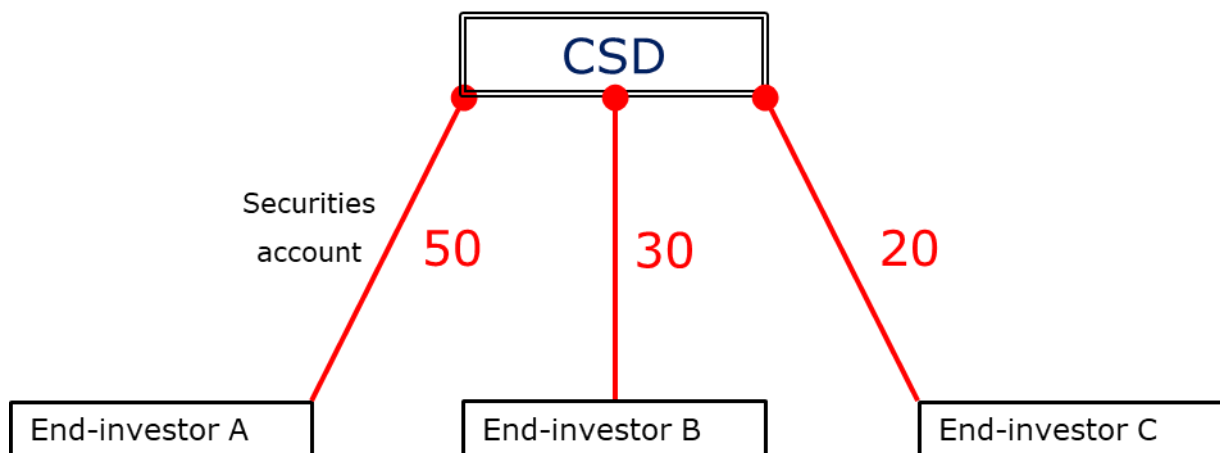 CSD
Securities
account
50
30
20
End-investor A
End-investor B
End-investor C